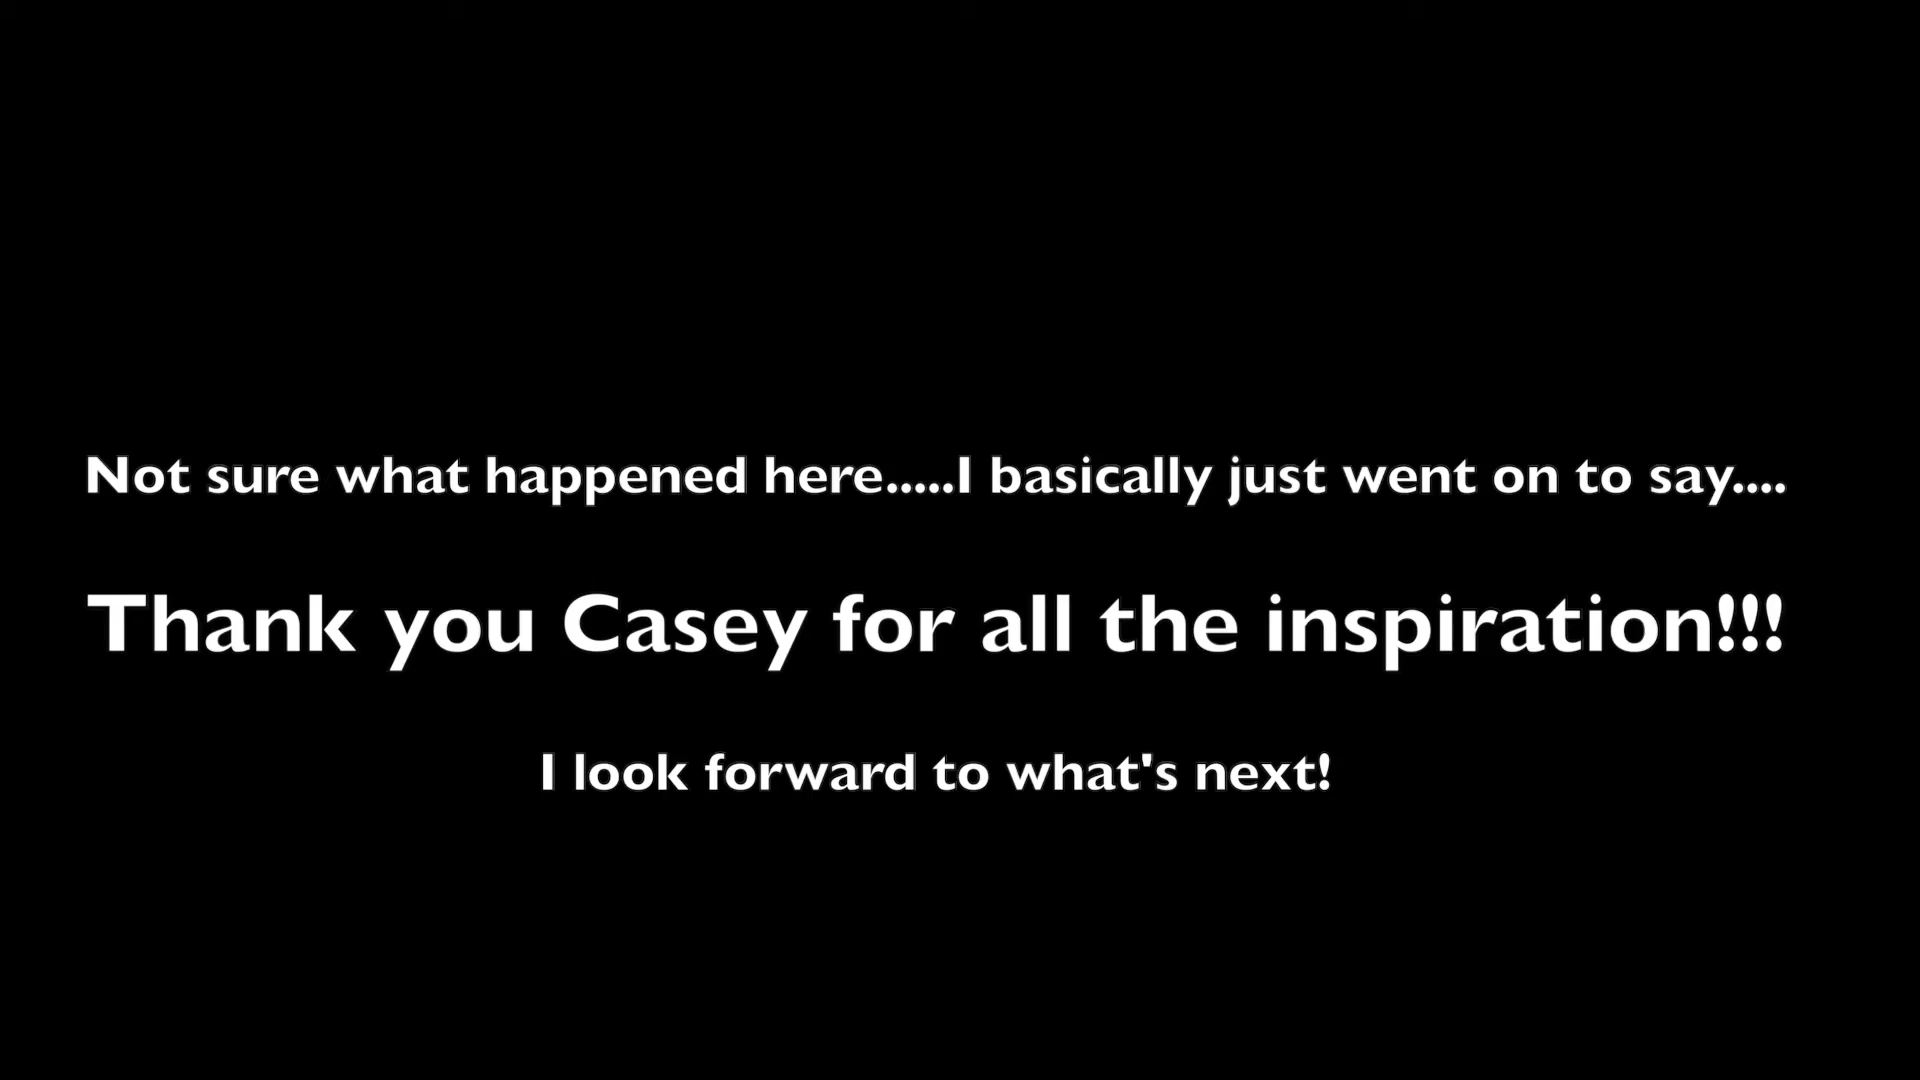 Not sure what happened here.....I basically just went on to say....
Thank you Casey for all the inspiration!!!
I look forward to what's next!